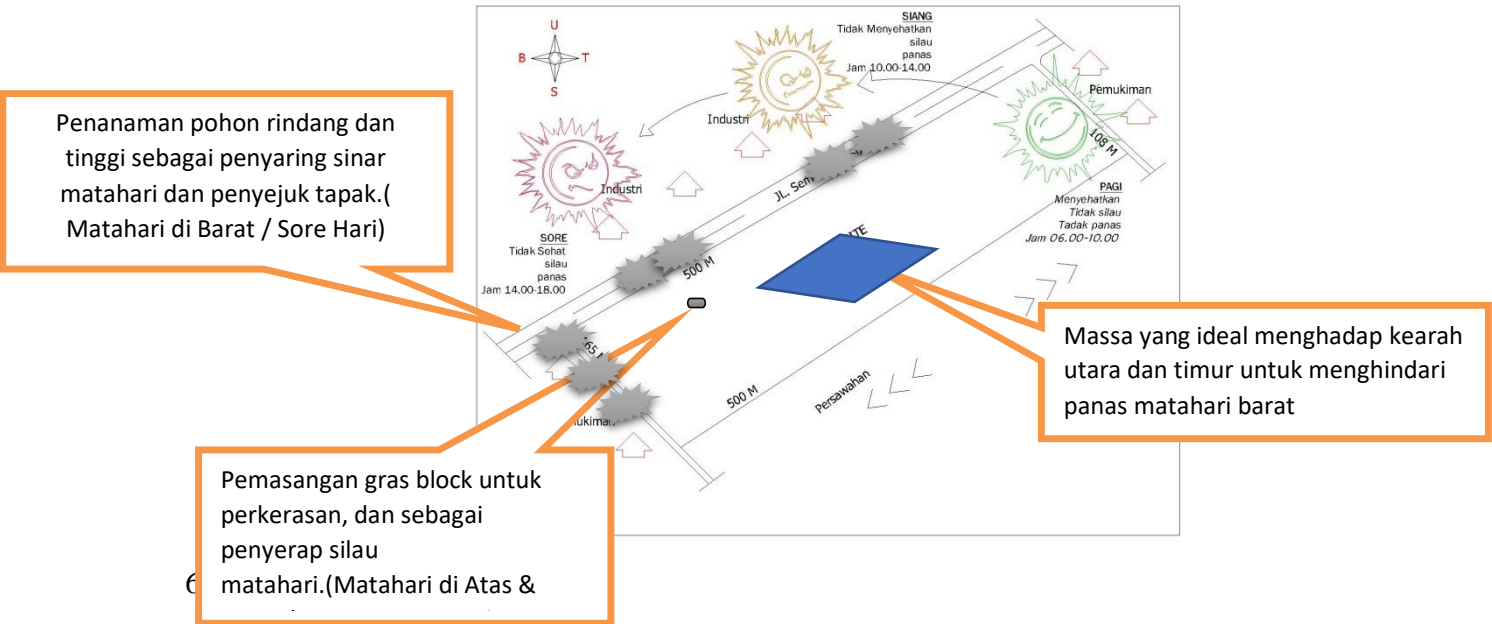 U
B
T
S
SIANG
Tidak Menyehatkan
silau
panas
Jam 10.00-14.00
Pemukiman
108 M
PAGI
Menyehatkan
Tidak silau
Tadak panas
Jam 06.00-10.00
Industri
Industri
SORE
Tidak Sehat
silau
panas
Jam 14.00-18.00
JL.
500 M
500 M
Persawahan
Penanaman pohon rindang dan
tinggi sebagai penyaring sinar
matahari dan penyejuk tapak.(
Matahari di Barat / Sore Hari)
Massa yang ideal menghadap kearah
utara dan timur untuk menghindari
panas matahari barat
Pemasangan gras block untuk
perkerasan, dan sebagai
penyerap silau
matahari.(Matahari di Atas &